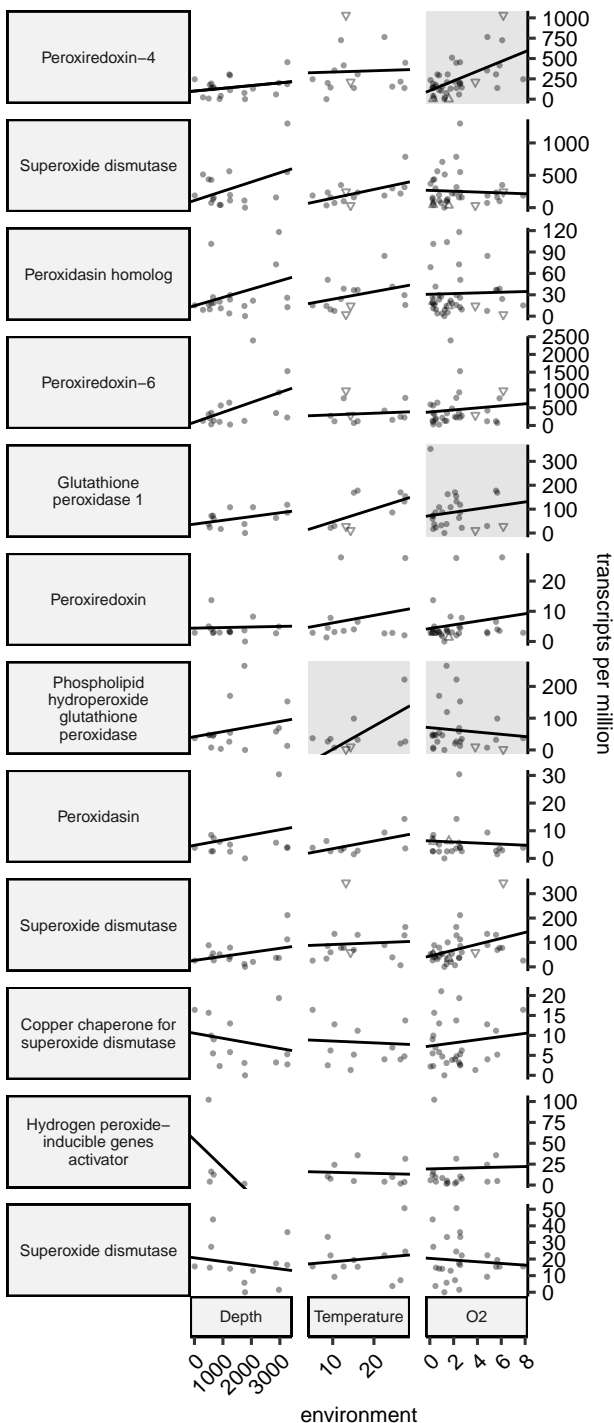 Peroxiredoxin−4
1000
750
500
250
0
Superoxide dismutase
1000
500
0
Peroxidasin homolog
120
90
60
30
0
Peroxiredoxin−6
2500
2000
1500
1000
500
0
Glutathione
peroxidase 1
300
200
100
0
Peroxiredoxin
20
10
0
Phospholipid
hydroperoxide
glutathione
peroxidase
200
100
0
Peroxidasin
30
20
10
0
Superoxide dismutase
300
200
100
0
Copper chaperone for
superoxide dismutase
20
15
10
5
0
Hydrogen peroxide−
inducible genes
activator
100
75
50
25
0
Superoxide dismutase
50
40
30
20
10
0
transcripts per million
Depth
Temperature
O2
0
1000
2000
3000
10
20
0
2
4
6
8
environment